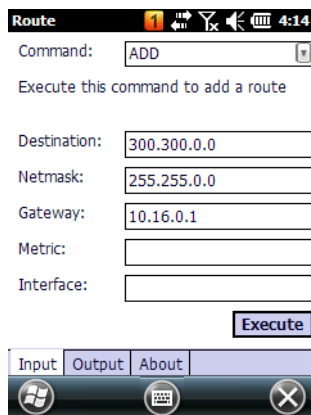 Route 1 4:14
Command: ADD
Execute this command to add a route
Destination: 300.300.0.0
Netmask: 255.255.0.0
Gateway: 10.16.0.1
Metric:
Interface:
Execute
Input Output About